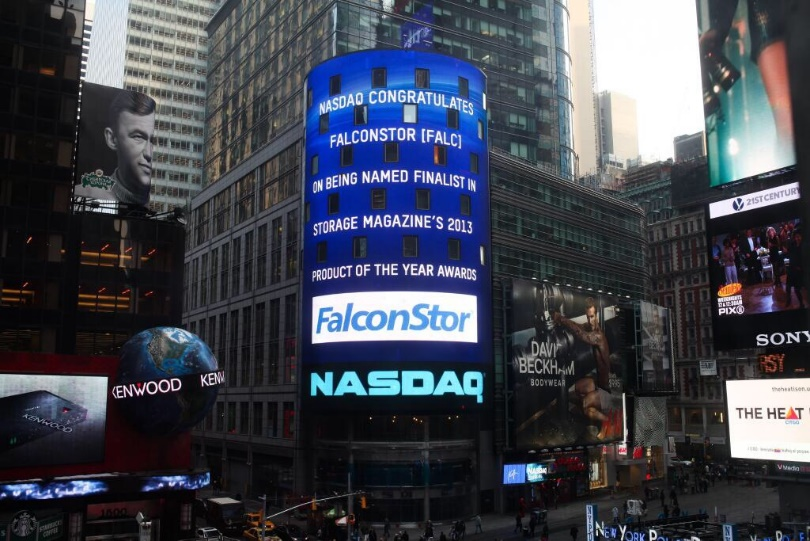 NASDAQ CONGRATULATES
FALCONSTOR [FALC]
ON BEING NAMED FINALIST IN
STORAGE MAGAZINE'S 2013
PRODUCT OF THE YEAR AWARDS
FalconStor
NASDAQ
KENWOOD
KENW
KENWOOD
DAVID
BECKHAM
BODYWEAR
21ST CENTURY
PIX
SONY
THE HEAT
NEW YORK